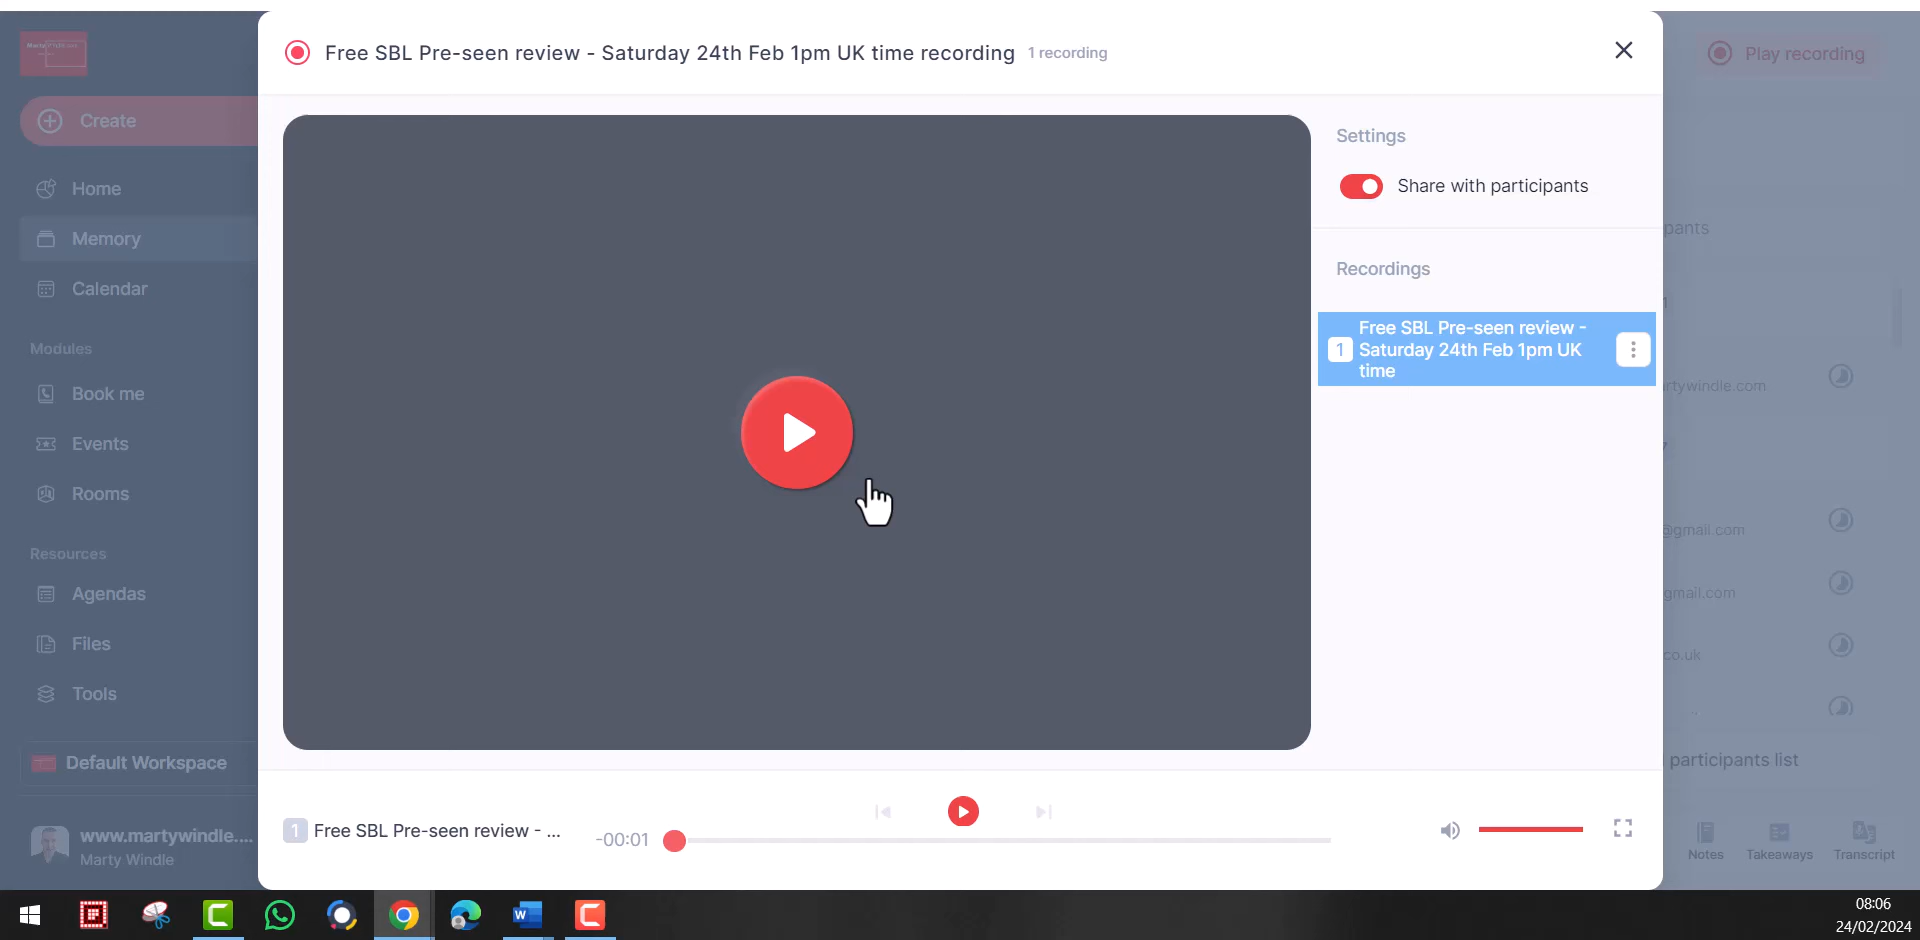 Free SBL Pre-seen review - Saturday 24th Feb 1pm UK time recording
1 recording
Play recording
Create
Home
Memory
Calendar
Modules
Book me
Events
Rooms
Resources
Agendas
Files
Tools
Default Workspace
www.martywindle....
Marty Windle
Settings
Share with participants
Recordings
1
Free SBL Pre-seen review -
Saturday 24th Feb 1pm UK
time
pants
rtywindle.com
@gmail.com
gmail.com
co.uk
participants list
Notes
Takeaways
Transcript
1 Free SBL Pre-seen review - ...
-00:01
08:06
24/02/2024